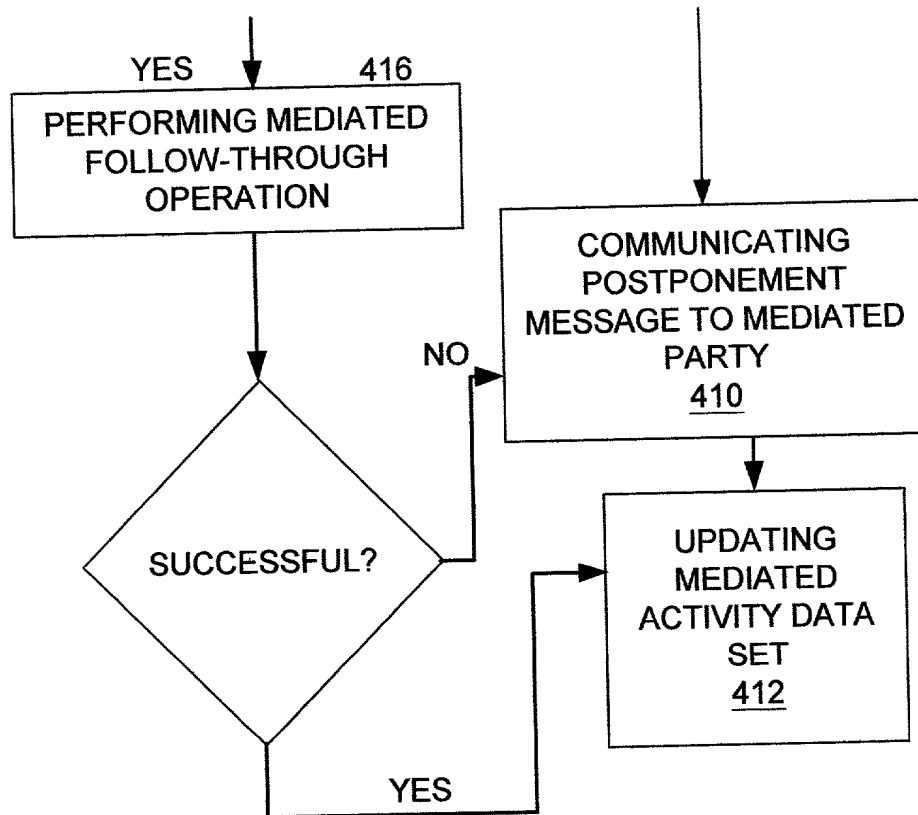 YES
416
PERFORMING MEDIATED
FOLLOW-THROUGH
OPERATION
COMMUNICATING
POSTPONEMENT
MESSAGE TO MEDIATED
PARTY
410
NO
SUCCESSFUL?
UPDATING
MEDIATED
ACTIVITY DATA
SET
412
YES